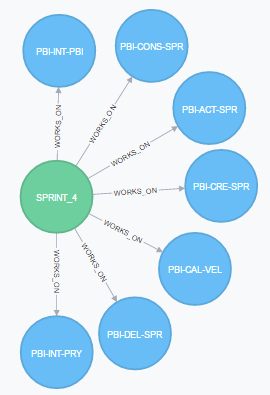 PBI-INT-PBI
PBI-CONS-SPR
WORKS_ON
WORKS_ON
PBI-ACT-SPR
WORKS_ON
SPRINT_4
WORKS_ON
PBI-CRE-SPR
WORKS_ON
PBI-CAL-VEL
WORKS_ON
WORKS_ON
PBI-DEL-SPR
PBI-INT-PRY